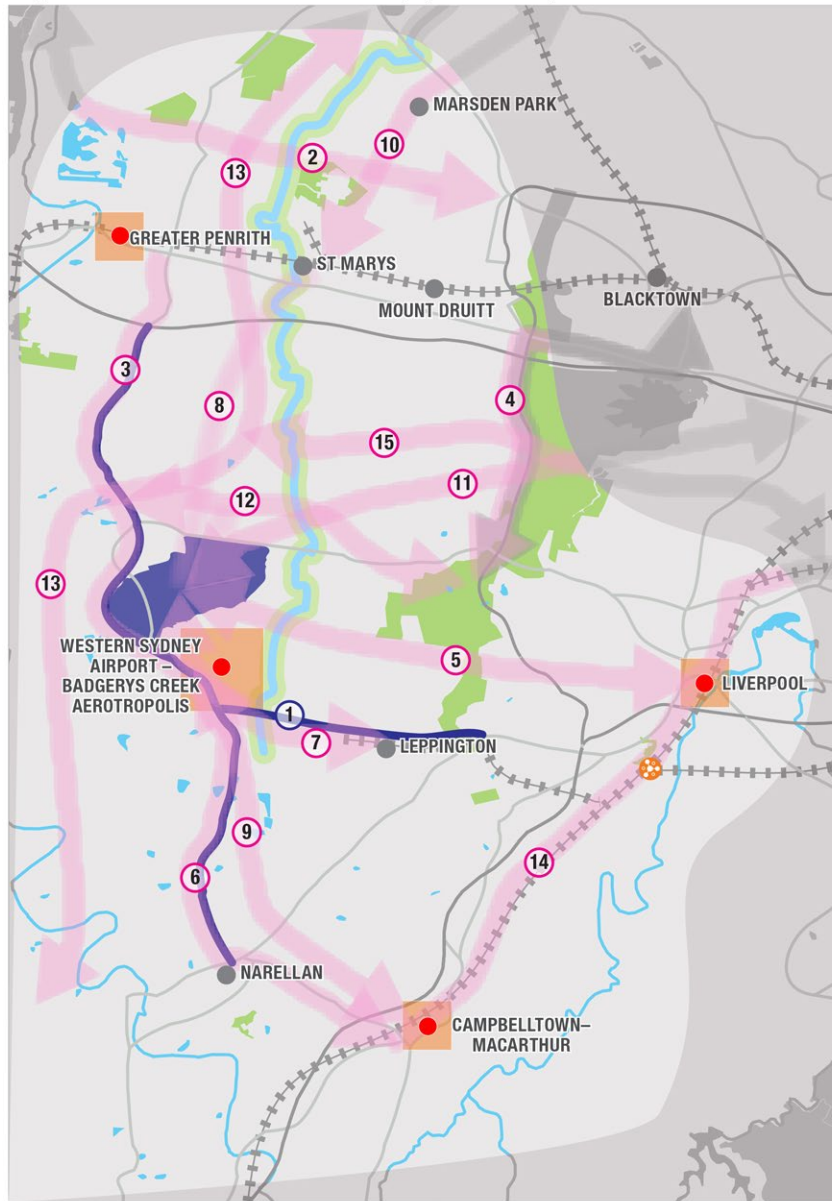 MARSDEN PARK
10
2
13
GREATER PENRITH
ST MARYS
MOUNT DRUITT
BLACKTOWN
3
8
4
15
11
12
13
WESTERN SYDNEY
AIRPORT –
BADGERYS CREEK
AEROTROPOLIS
5
LIVERPOOL
1
7
LEPPINGTON
9
6
14
NARELLAN
CAMPBELLTOWN–
MACARTHUR